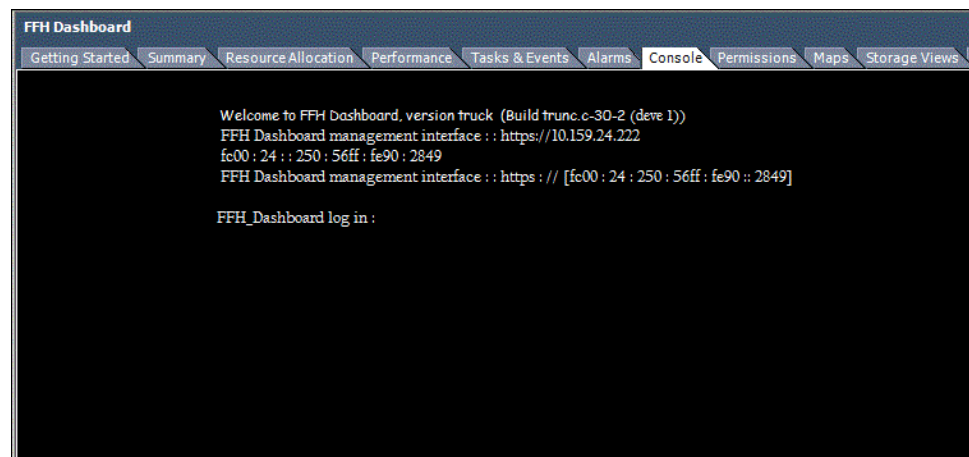 FFH Dashboard
Getting Started Summary Resource Allocation Performance Tasks & Events Alarms Console Permissions Maps Storage Views
Welcome to FFH Dashboard, version truck (Build trunc.c-30-2 (deve 1))
FFH Dashboard management interface : : https://10.159.24.222
fc00 : 24 : : 250 : 56ff : fe90 : 2849
FFH Dashboard management interface : : https : // [fc00 : 24 : 250 : 56ff : fe90 :: 2849]
FFH_Dashboard log in :